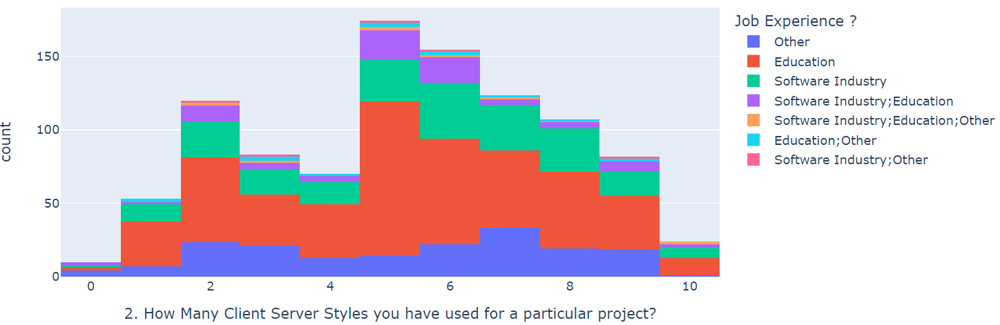 150
100
50
0
count
0 2 4 6 8 10
2. How Many Client Server Styles you have used for a particular project?
Job Experience ?
Other
Education
Software Industry
Software Industry;Education
Software Industry;Education;Other
Education;Other
Software Industry;Other